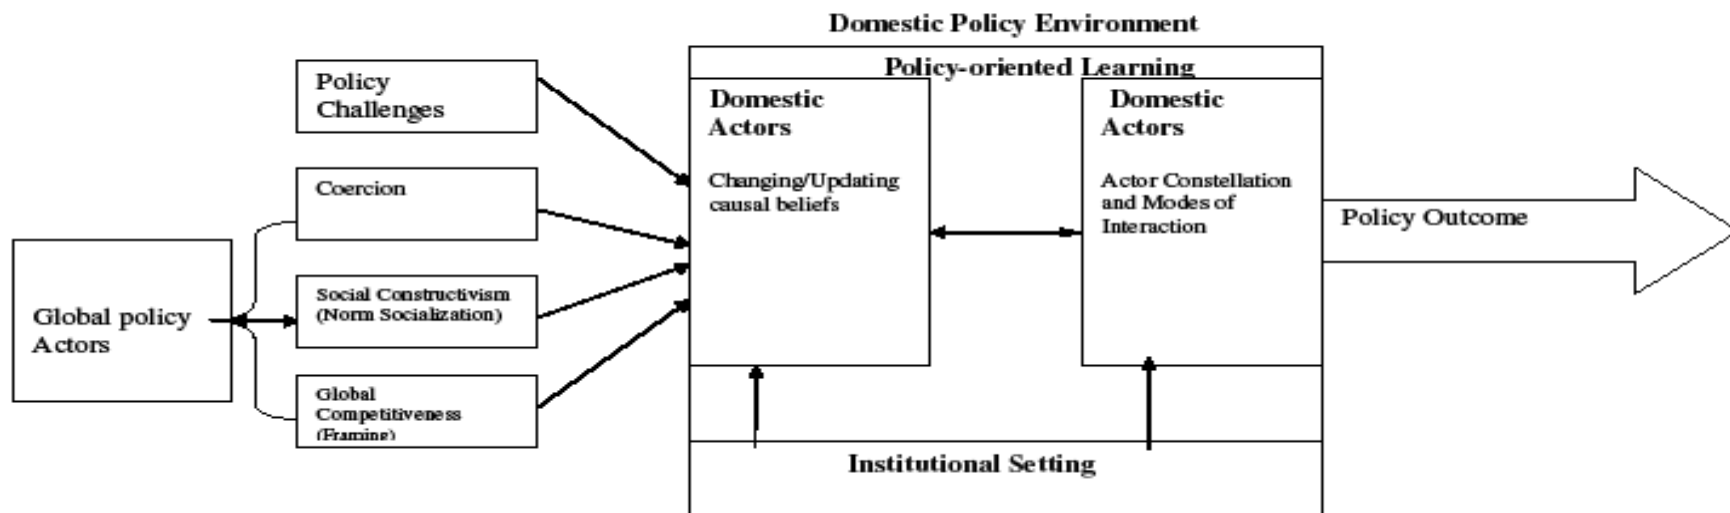 Domestic Policy Environment
Policy-oriented Learning
Policy
Challenges
Coercion
Social Constructivism
(Norm Socialization)
Global
Competitiveness
(Framing)
Global policy
Actors
Domestic
Actors
Changing/Updating
causal beliefs
Domestic
Actors
Actor Constellation
and Modes of
Interaction
Policy Outcome
Institutional Setting